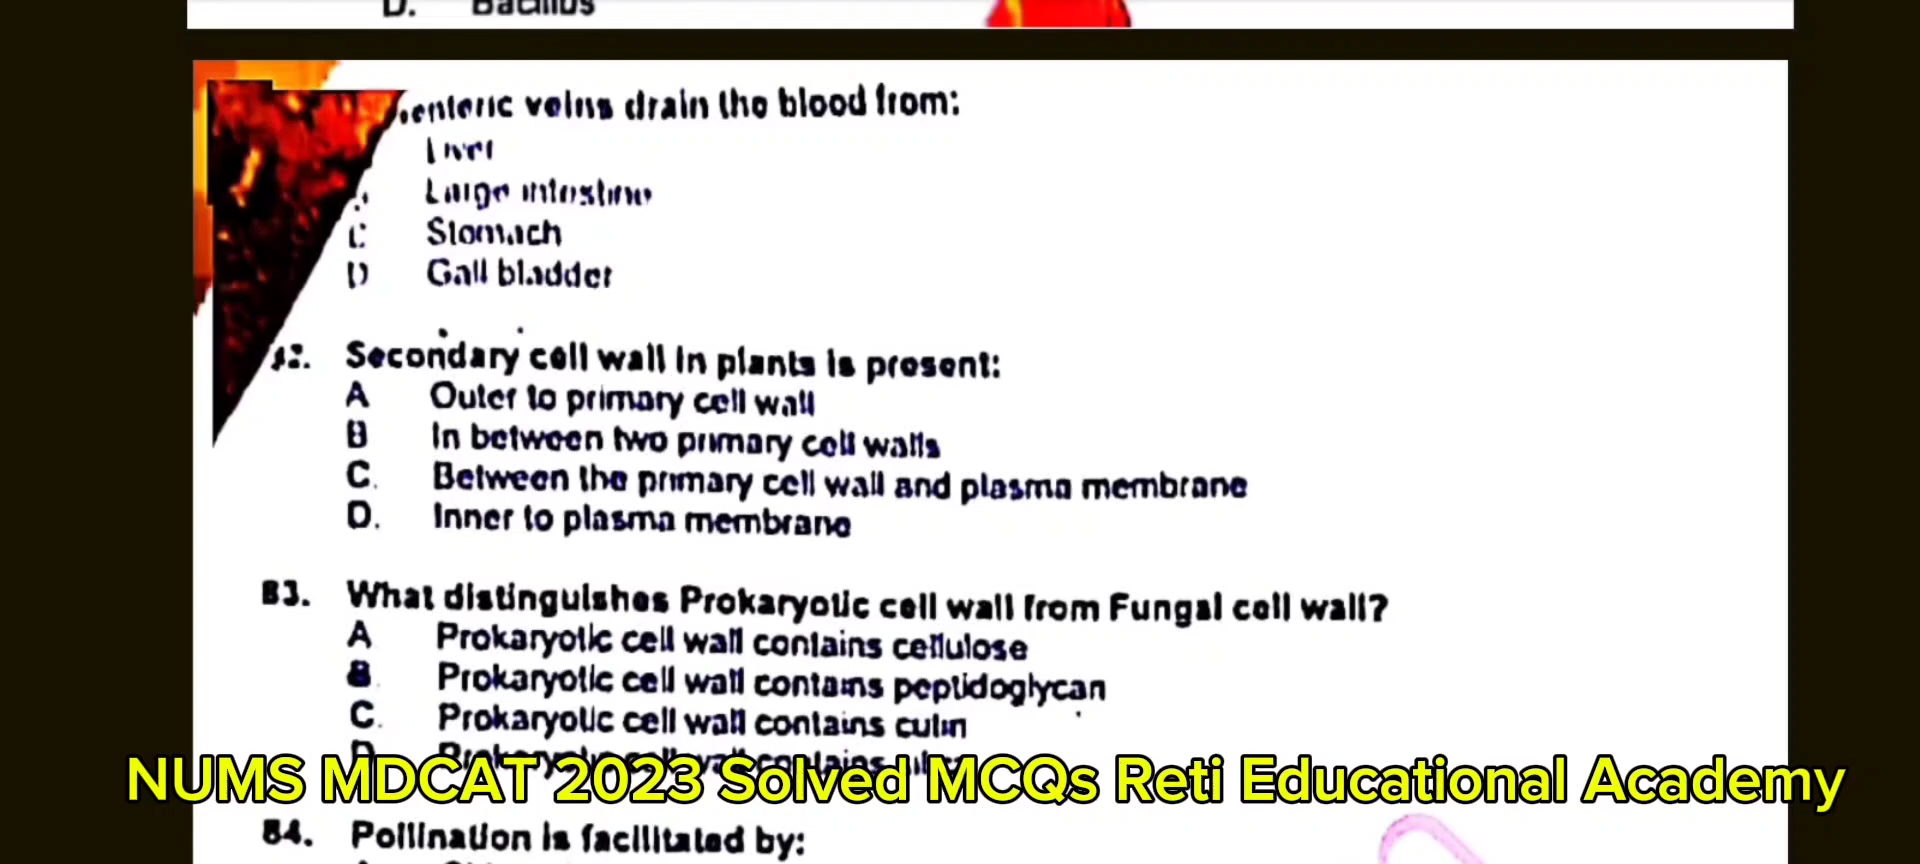 D. Bacillus
enteric veins drain the blood from:
Liver
Large intestine
C Stomach
D Gall bladder
82. Secondary cell wall in plants is present:
A Outer to primary cell wall
B In between two primary cell walls
C. Between the primary cell wall and plasma membrane
D. Inner to plasma membrane
83. What distinguishes Prokaryotic cell wall from Fungal cell wall?
A Prokaryotic cell wall contains cellulose
B. Prokaryotic cell wall contains peptidoglycan
C. Prokaryotic cell wall contains cutin
D. Prokaryotic cell wall contains
NUMS MDCAT 2023 Solved MCQs Reti Educational Academy
84. Pollination is facilitated by: